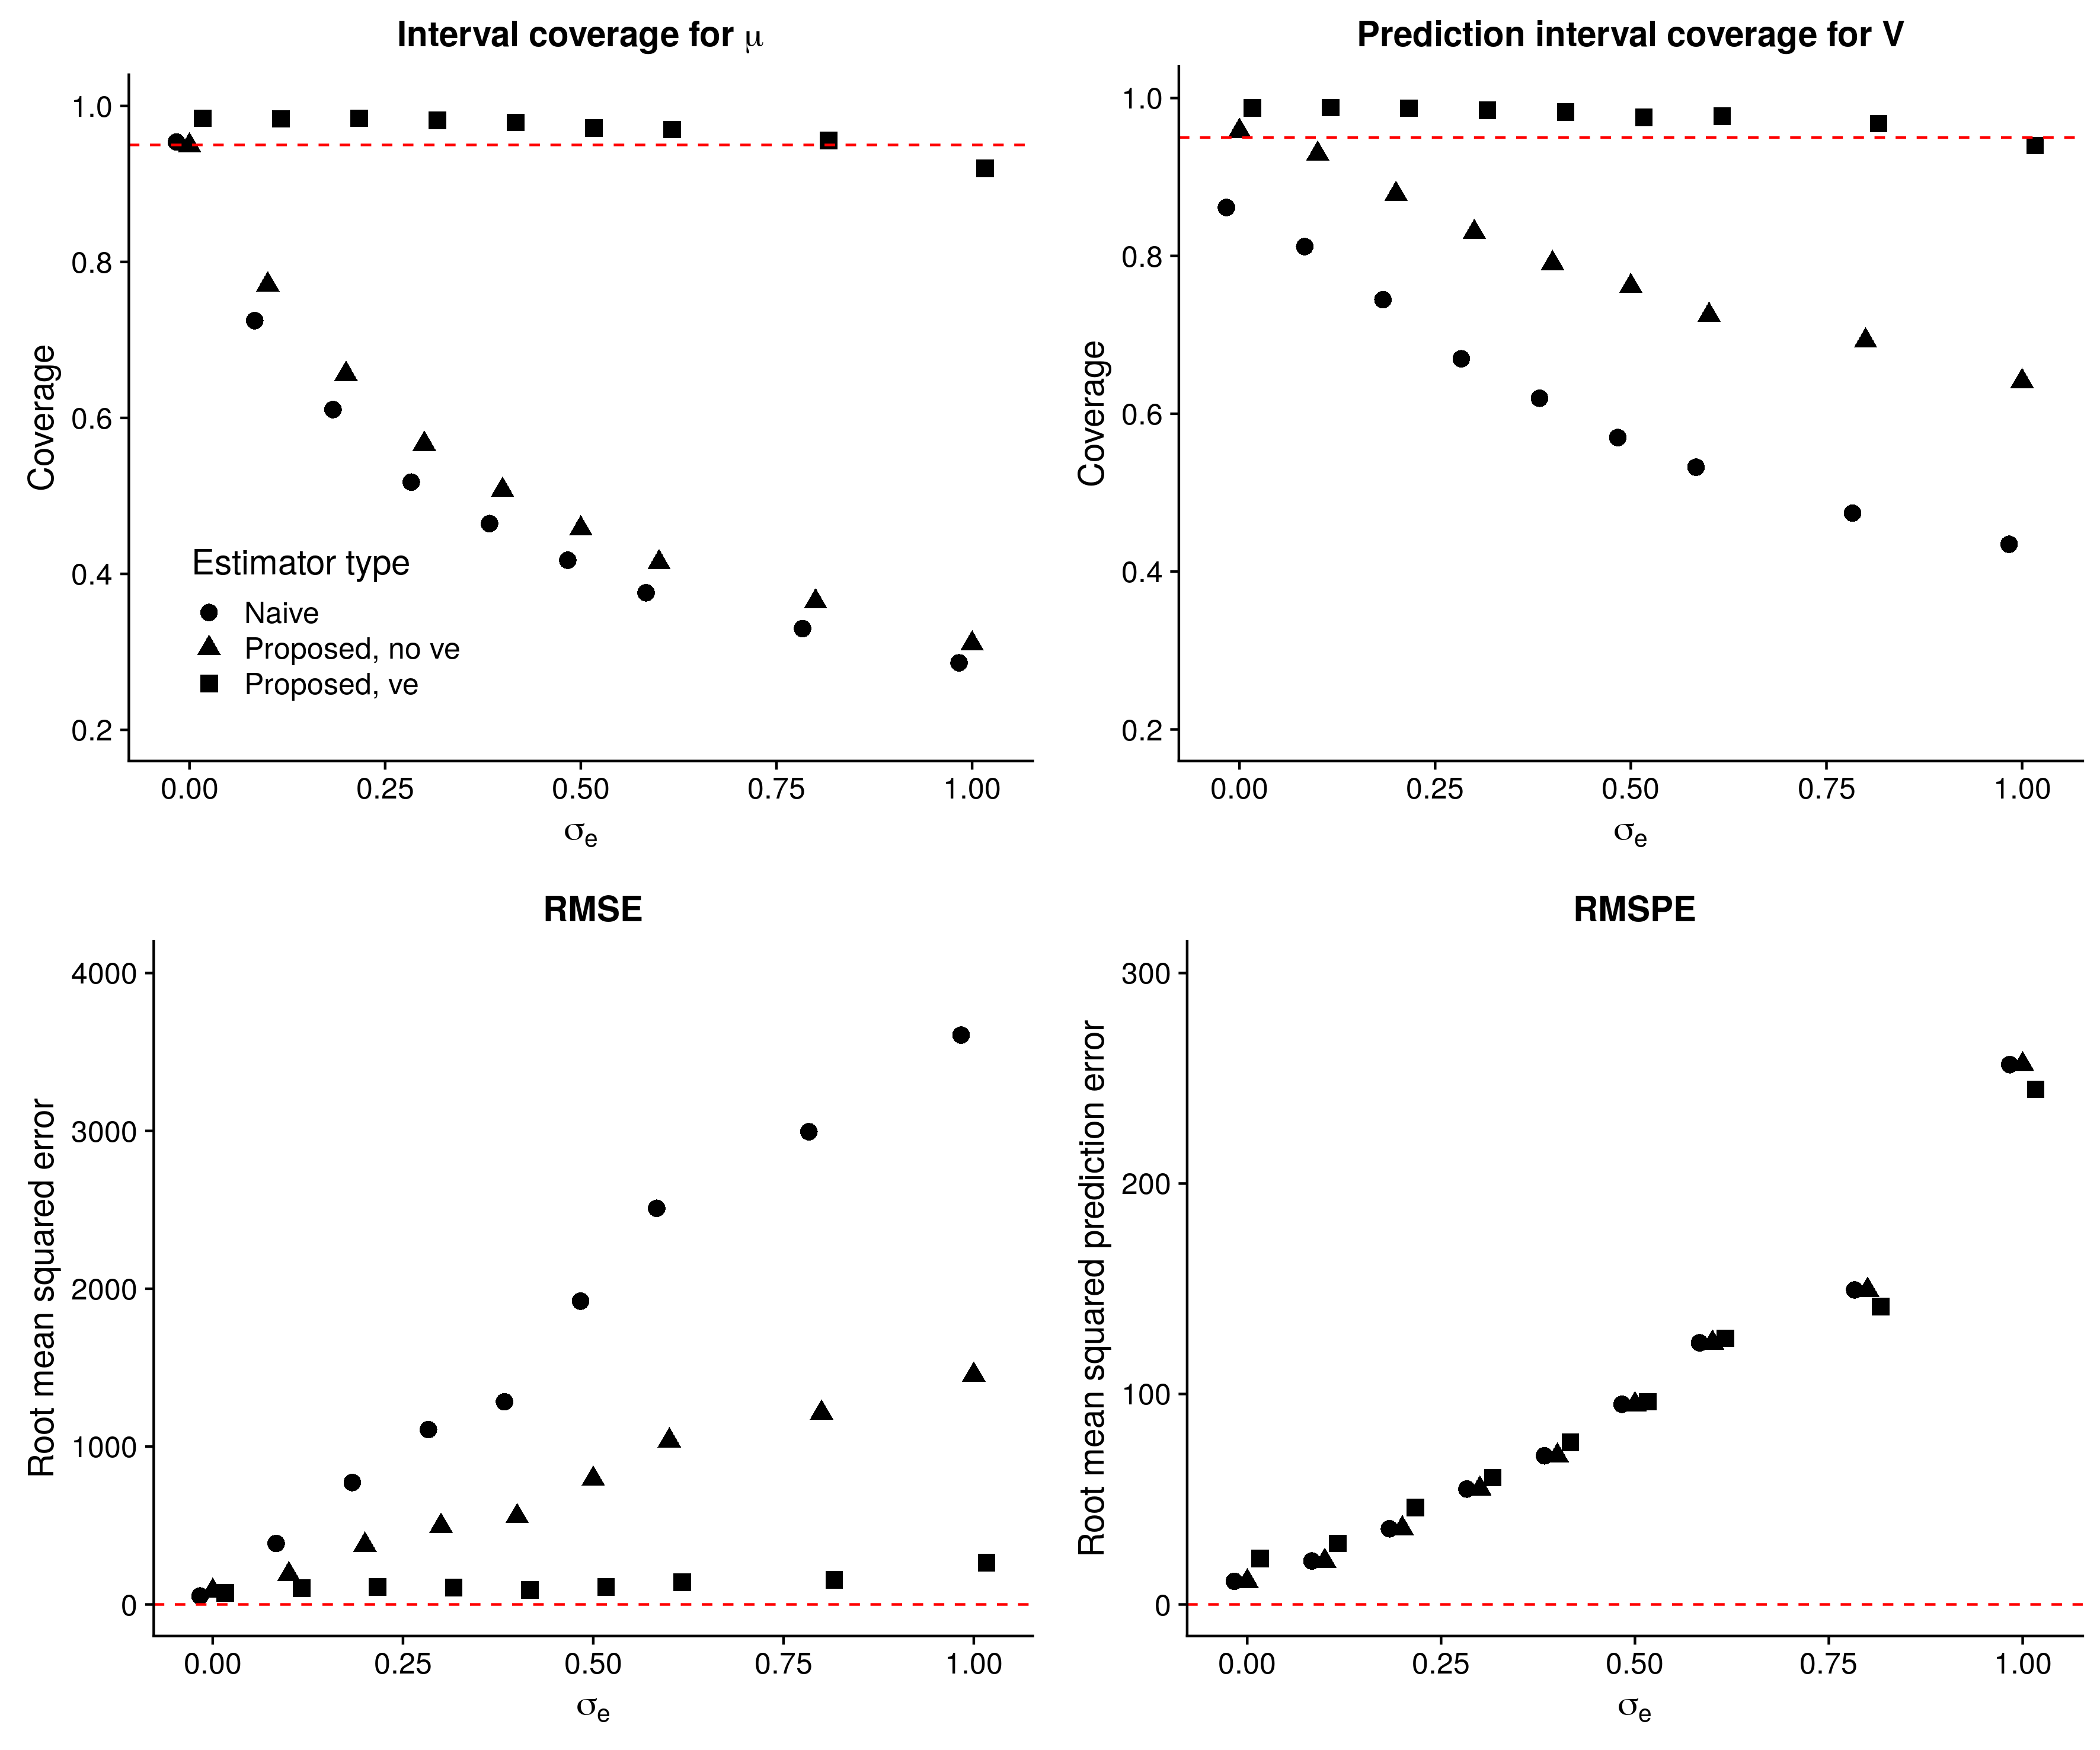 Interval coverage for μ
Coverage
1.0
0.8
0.6
0.4
0.2
Estimator type
Naive
Proposed, no ve
Proposed, ve
0.00 0.25 0.50 0.75 1.00
σe
Prediction interval coverage for V
Coverage
1.0
0.8
0.6
0.4
0.2
0.00 0.25 0.50 0.75 1.00
σe
RMSE
Root mean squared error
4000
3000
2000
1000
0
0.00 0.25 0.50 0.75 1.00
σe
RMSPE
Root mean squared prediction error
300
200
100
0
0.00 0.25 0.50 0.75 1.00
σe